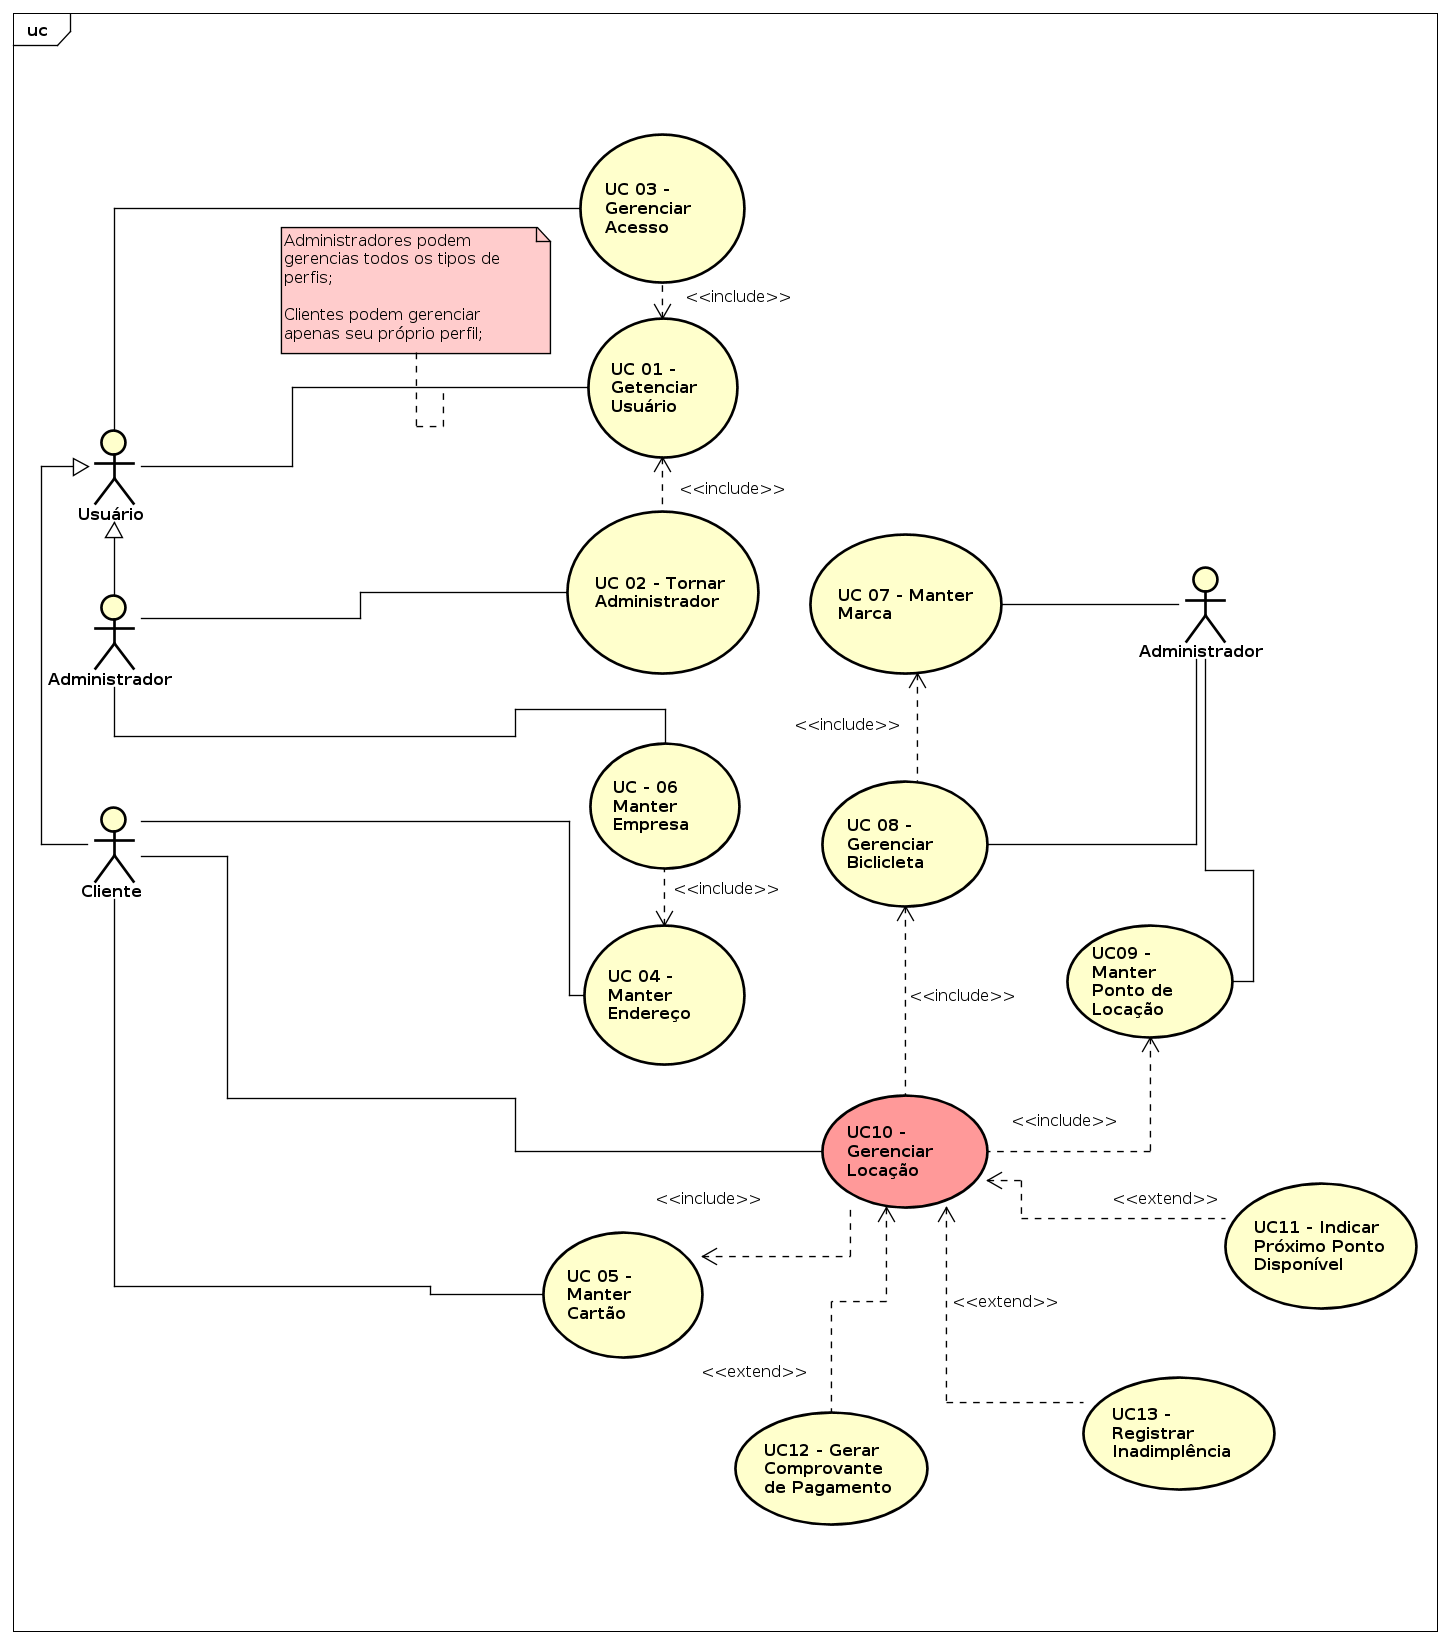 uc
UC 03 -
Gerenciar
Acesso
Administradores podem
gerencias todos os tipos de
perfis;
Clientes podem gerenciar
apenas seu próprio perfil;
<<include>>
UC 01 -
Getenciar
Usuário
Usuário
<<include>>
UC 02 - Tornar
Administrador
UC 07 - Manter
Marca
Administrador
Administrador
<<include>>
UC - 06
Manter
Empresa
UC 08 -
Gerenciar
Biclicleta
Cliente
<<include>>
UC 04 -
Manter
Endereço
UC09 -
Manter
Ponto de
Locação
<<include>>
<<include>>
UC10 -
Gerenciar
Locação
<<include>>
<<extend>>
UC11 - Indicar
Próximo Ponto
Disponível
UC 05 -
Manter
Cartão
<<extend>>
<<extend>>
UC13 -
Registrar
Inadimplência
UC12 - Gerar
Comprovante
de Pagamento